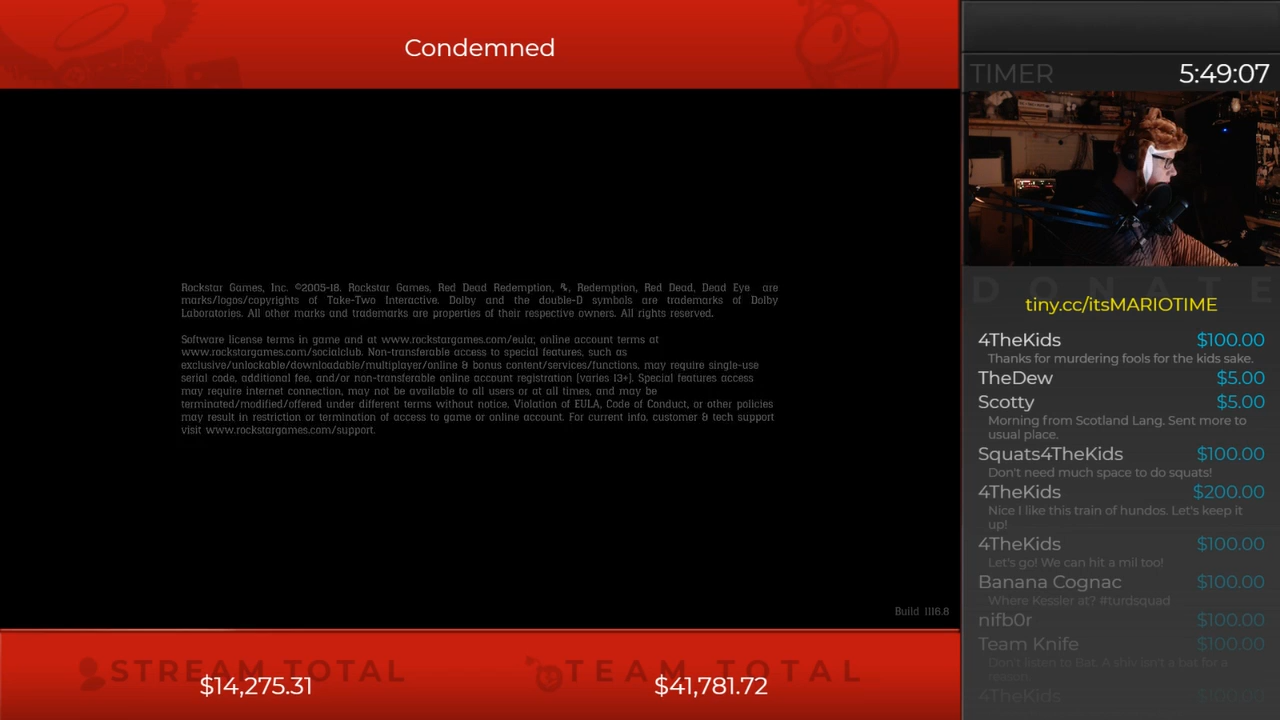 Condemned
TIMER
5:49:07
Rockstar Games, Inc. ©2005-18. Rockstar Games, Red Dead Redemption, R*, Redemption, Red Dead, Dead Eye are
marks/logos/copyrights of Take-Two Interactive. Dolby and the double-D symbols are trademarks of Dolby
Laboratories. All other marks and trademarks are properties of their respective owners. All rights reserved.
Software license terms in game and at www.rockstargames.com/eula; online account terms at
www.rockstargames.com/socialclub. Non-transferable access to special features, such as
exclusive/unlockable/downloadable/multiplayer/online & bonus content/services/functions, may require single-use
serial code, additional fee, and/or non-transferable online account registration [varies 13+]. Special features access
may require internet connection, may not be available to all users or at all times, and may be
terminated/modified/offered under different terms without notice. Violation of EULA, Code of Conduct, or other policies
may result in restriction or termination of access to game or online account. For current info, customer & tech support
visit www.rockstargames.com/support.
Build 1116.8
DONATE
tiny.cc/itsMARIOTIME
4TheKids $100.00
Thanks for murdering fools for the kids sake.
TheDew $5.00
Scotty $5.00
Morning from Scotland Lang. Sent more to
usual place.
Squats4TheKids $100.00
Don't need much space to do squats!
4TheKids $200.00
Nice I like this train of hundos. Let's keep it
up!
4TheKids $100.00
Let's go! We can hit a mil too!
Banana Cognac $100.00
Where Kessler at? #turdsquad
nifb0r $100.00
Team Knife $100.00
Don't listen to Bat. A shiv isn't a bat for a
reason.
4TheKids $100.00
STREAM TOTAL
$14,275.31
TEAM TOTAL
$41,781.72